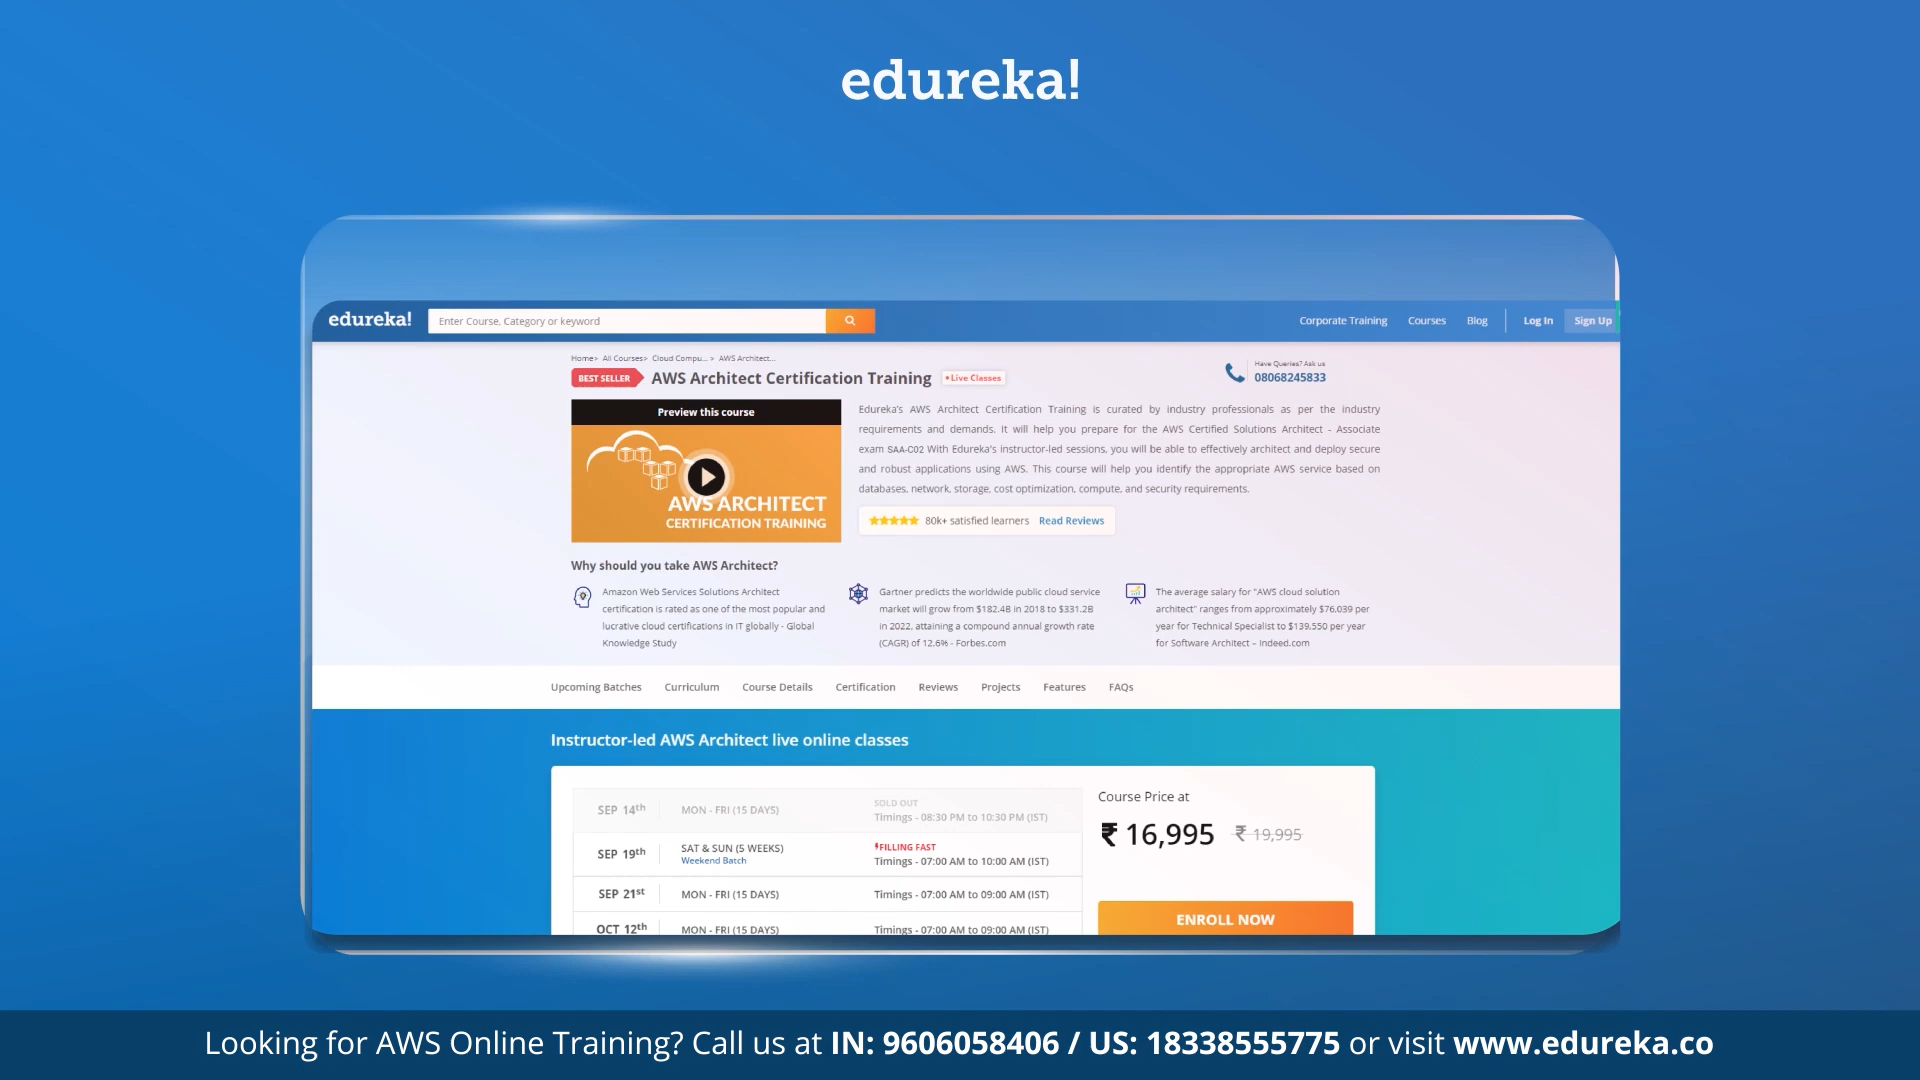 edureka!
edureka!
Enter Course, Category or keyword
Corporate Training
Courses
Blog
Log In
Sign Up
Home> All Courses> Cloud Compu... > AWS Architect...
BEST SELLER
AWS Architect Certification Training
•Live Classes
Have Queries? Ask us
08068245833
Preview this course
AWS ARCHITECT
CERTIFICATION TRAINING
Edureka's AWS Architect Certification Training is curated by industry professionals as per the industry
requirements and demands. It will help you prepare for the AWS Certified Solutions Architect - Associate
exam SAA-C02 With Edureka's instructor-led sessions, you will be able to effectively architect and deploy secure
and robust applications using AWS. This course will help you identify the appropriate AWS service based on
databases, network, storage, cost optimization, compute, and security requirements.
80k+ satisfied learners Read Reviews
Why should you take AWS Architect?
Amazon Web Services Solutions Architect
certification is rated as one of the most popular and
lucrative cloud certifications in IT globally - Global
Knowledge Study
Gartner predicts the worldwide public cloud service
market will grow from $182.4B in 2018 to $331.2B
in 2022, attaining a compound annual growth rate
(CAGR) of 12.6% - Forbes.com
The average salary for "AWS cloud solution
architect" ranges from approximately $76,039 per
year for Technical Specialist to $139,550 per year
for Software Architect – Indeed.com
Upcoming Batches
Curriculum
Course Details
Certification
Reviews
Projects
Features
FAQs
Instructor-led AWS Architect live online classes
SEP 14th
MON - FRI (15 DAYS)
SOLD OUT
Timings - 08:30 PM to 10:30 PM (IST)
SEP 19th
SAT & SUN (5 WEEKS)
Weekend Batch
FILLING FAST
Timings - 07:00 AM to 10:00 AM (IST)
SEP 21st
MON - FRI (15 DAYS)
Timings - 07:00 AM to 09:00 AM (IST)
OCT 12th
MON - FRI (15 DAYS)
Timings - 07:00 AM to 09:00 AM (IST)
Course Price at
₹ 16,995 ₹ 19,995
ENROLL NOW
Looking for AWS Online Training? Call us at IN: 9606058406 / US: 18338555775 or visit www.edureka.co